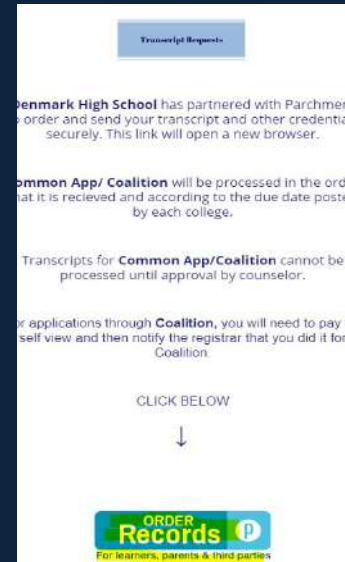 Transcript Requests
Denmark High School has partnered with Parchmen
o order and send your transcript and other credentia
securely. This link will open a new browser.
ommon App/ Coalition will be processed in the ord
hat it is recieved and according to the due date poste
by each college.
Transcripts for Common App/Coalition cannot be
processed until approval by counselor.
or applications through Coalition, you will need to pay
self view and then notify the registrar that you did it for
Coalition.
CLICK BELOW
↓
ORDER
Records
For learners, parents & third parties